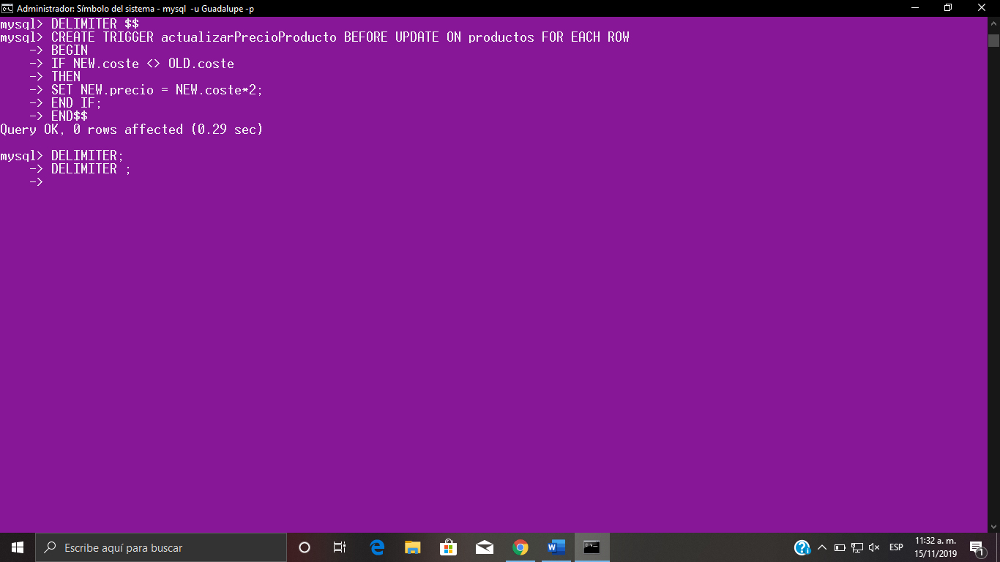 Administrador: Símbolo del sistema - mysql  -u Guadalupe -p
mysql> DELIMITER $$
mysql> CREATE TRIGGER actualizarPrecioProducto BEFORE UPDATE ON productos FOR EACH ROW
    -> BEGIN
    -> IF NEW.coste <> OLD.coste
    -> THEN
    -> SET NEW.precio = NEW.coste*2;
    -> END IF;
    -> END$$
Query OK, 0 rows affected (0.29 sec)
mysql> DELIMITER;
    -> DELIMITER ;
    ->
Escribe aquí para buscar
ESP
11:32 a. m.
15/11/2019
1